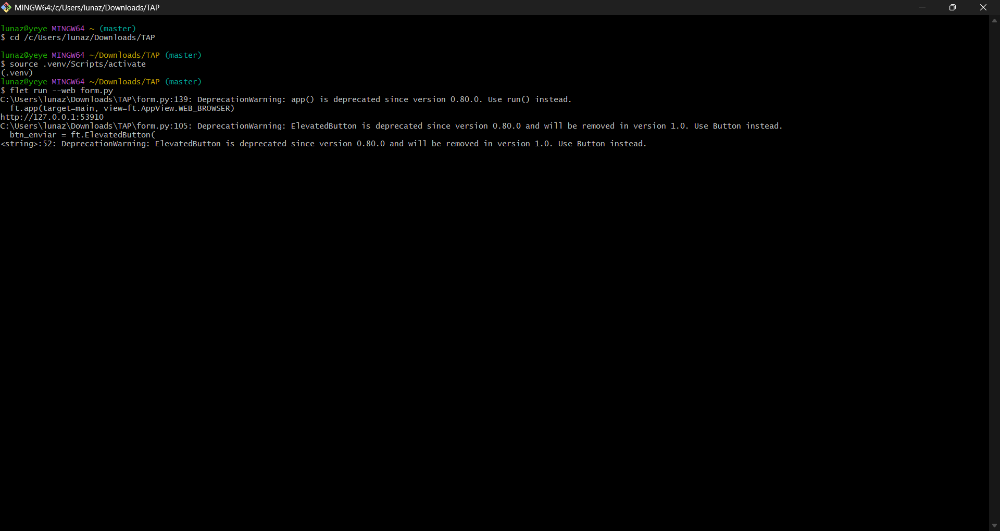 MINGW64:/c/Users/lunaz/Downloads/TAP
lunaz@yeye MINGW64 ~ (master)
$ cd /c/Users/lunaz/Downloads/TAP
lunaz@yeye MINGW64 ~/Downloads/TAP (master)
$ source .venv/Scripts/activate
(.venv)
lunaz@yeye MINGW64 ~/Downloads/TAP (master)
$ flet run --web form.py
C:\Users\lunaz\Downloads\TAP\form.py:139: DeprecationWarning: app() is deprecated since version 0.80.0. Use run() instead.
  ft.app(target=main, view=ft.AppView.WEB_BROWSER)
http://127.0.0.1:53910
C:\Users\lunaz\Downloads\TAP\form.py:105: DeprecationWarning: ElevatedButton is deprecated since version 0.80.0 and will be removed in version 1.0. Use Button instead.
  btn_enviar = ft.ElevatedButton(
<string>:52: DeprecationWarning: ElevatedButton is deprecated since version 0.80.0 and will be removed in version 1.0. Use Button instead.